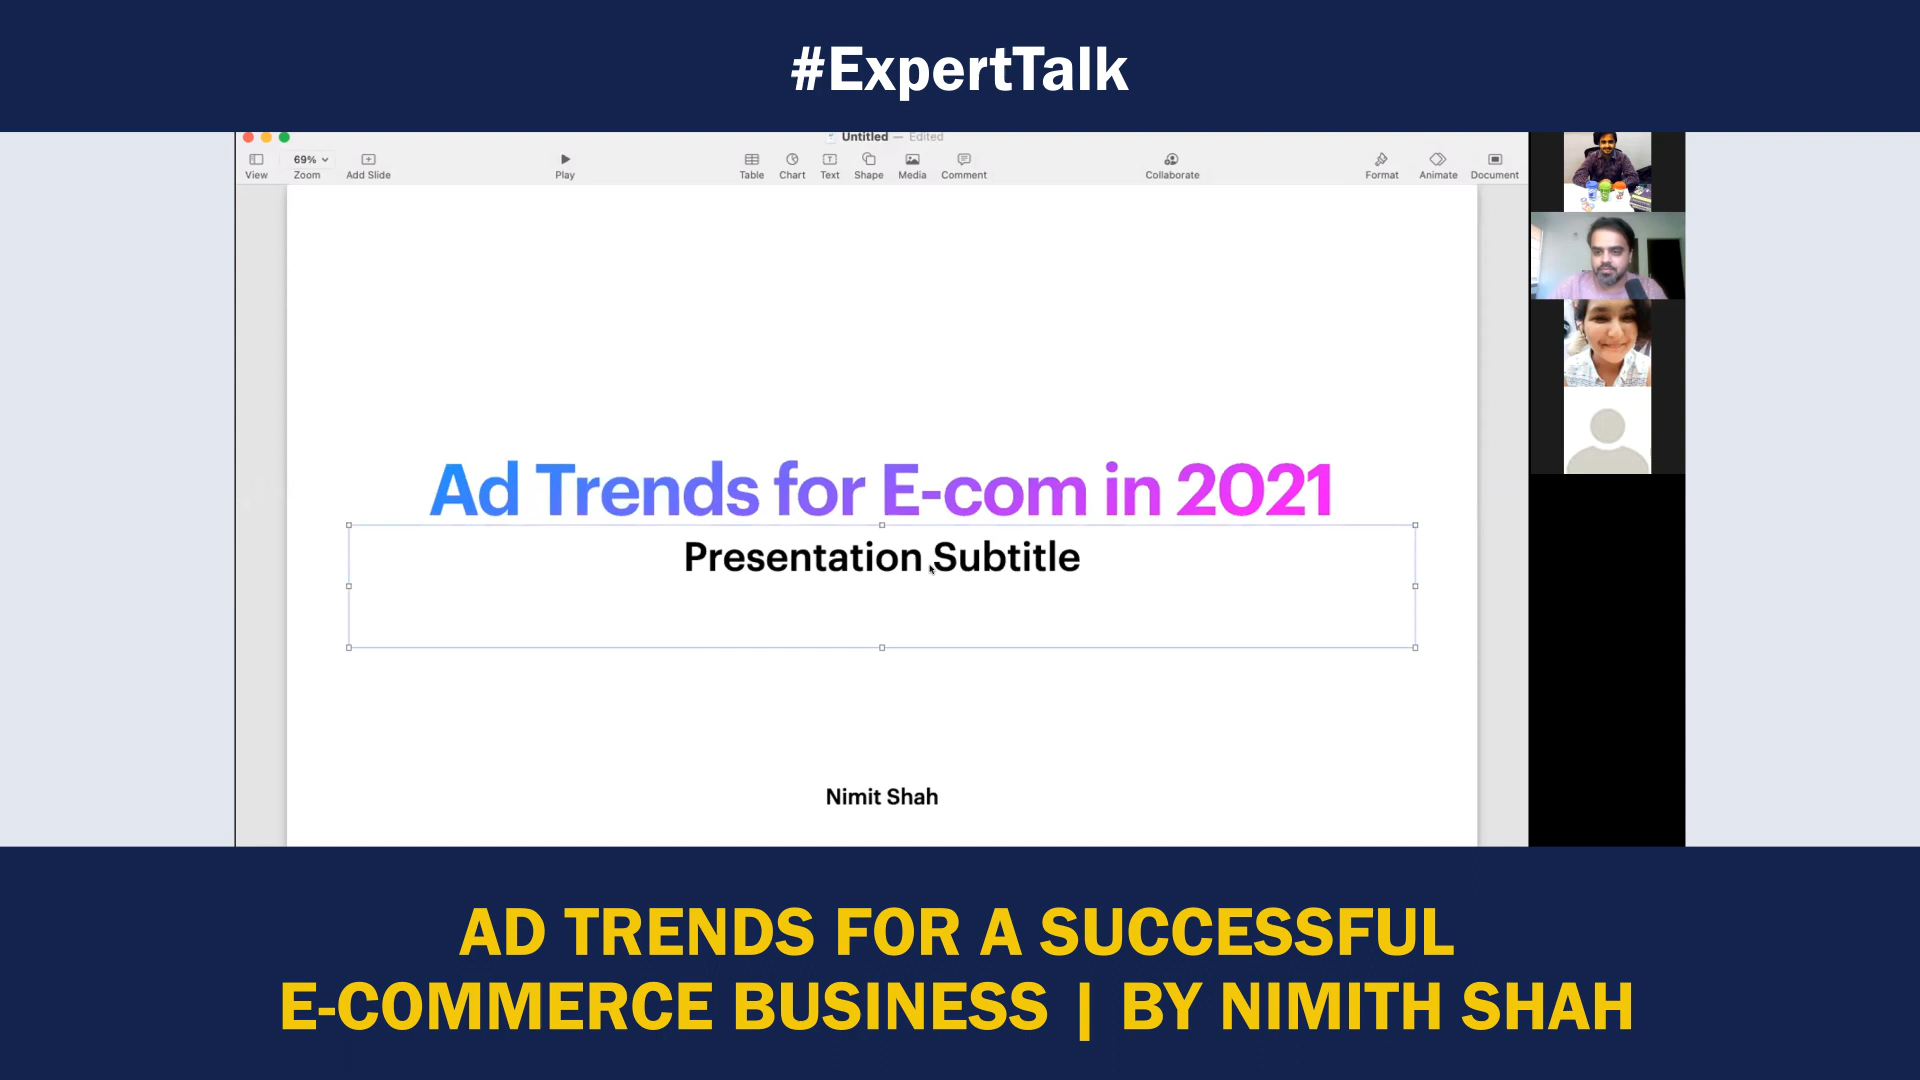 #ExpertTalk
Untitled — Edited
69%
View
Zoom
Add Slide
Play
Table
Chart
Text
Shape
Media
Comment
Collaborate
Format
Animate
Document
Ad Trends for E-com in 2021
Presentation Subtitle
Nimit Shah
AD TRENDS FOR A SUCCESSFUL
E-COMMERCE BUSINESS | BY NIMITH SHAH